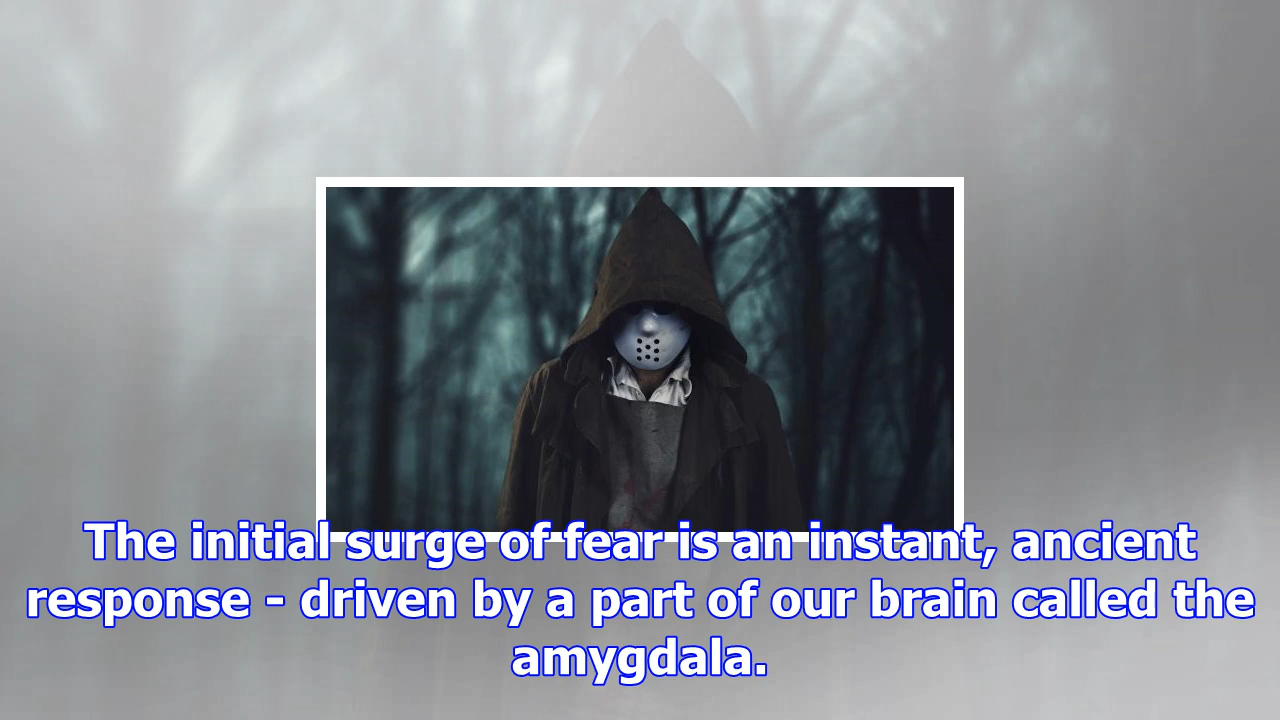 The initial surge of fear is an instant, ancient
response - driven by a part of our brain called the
amygdala.